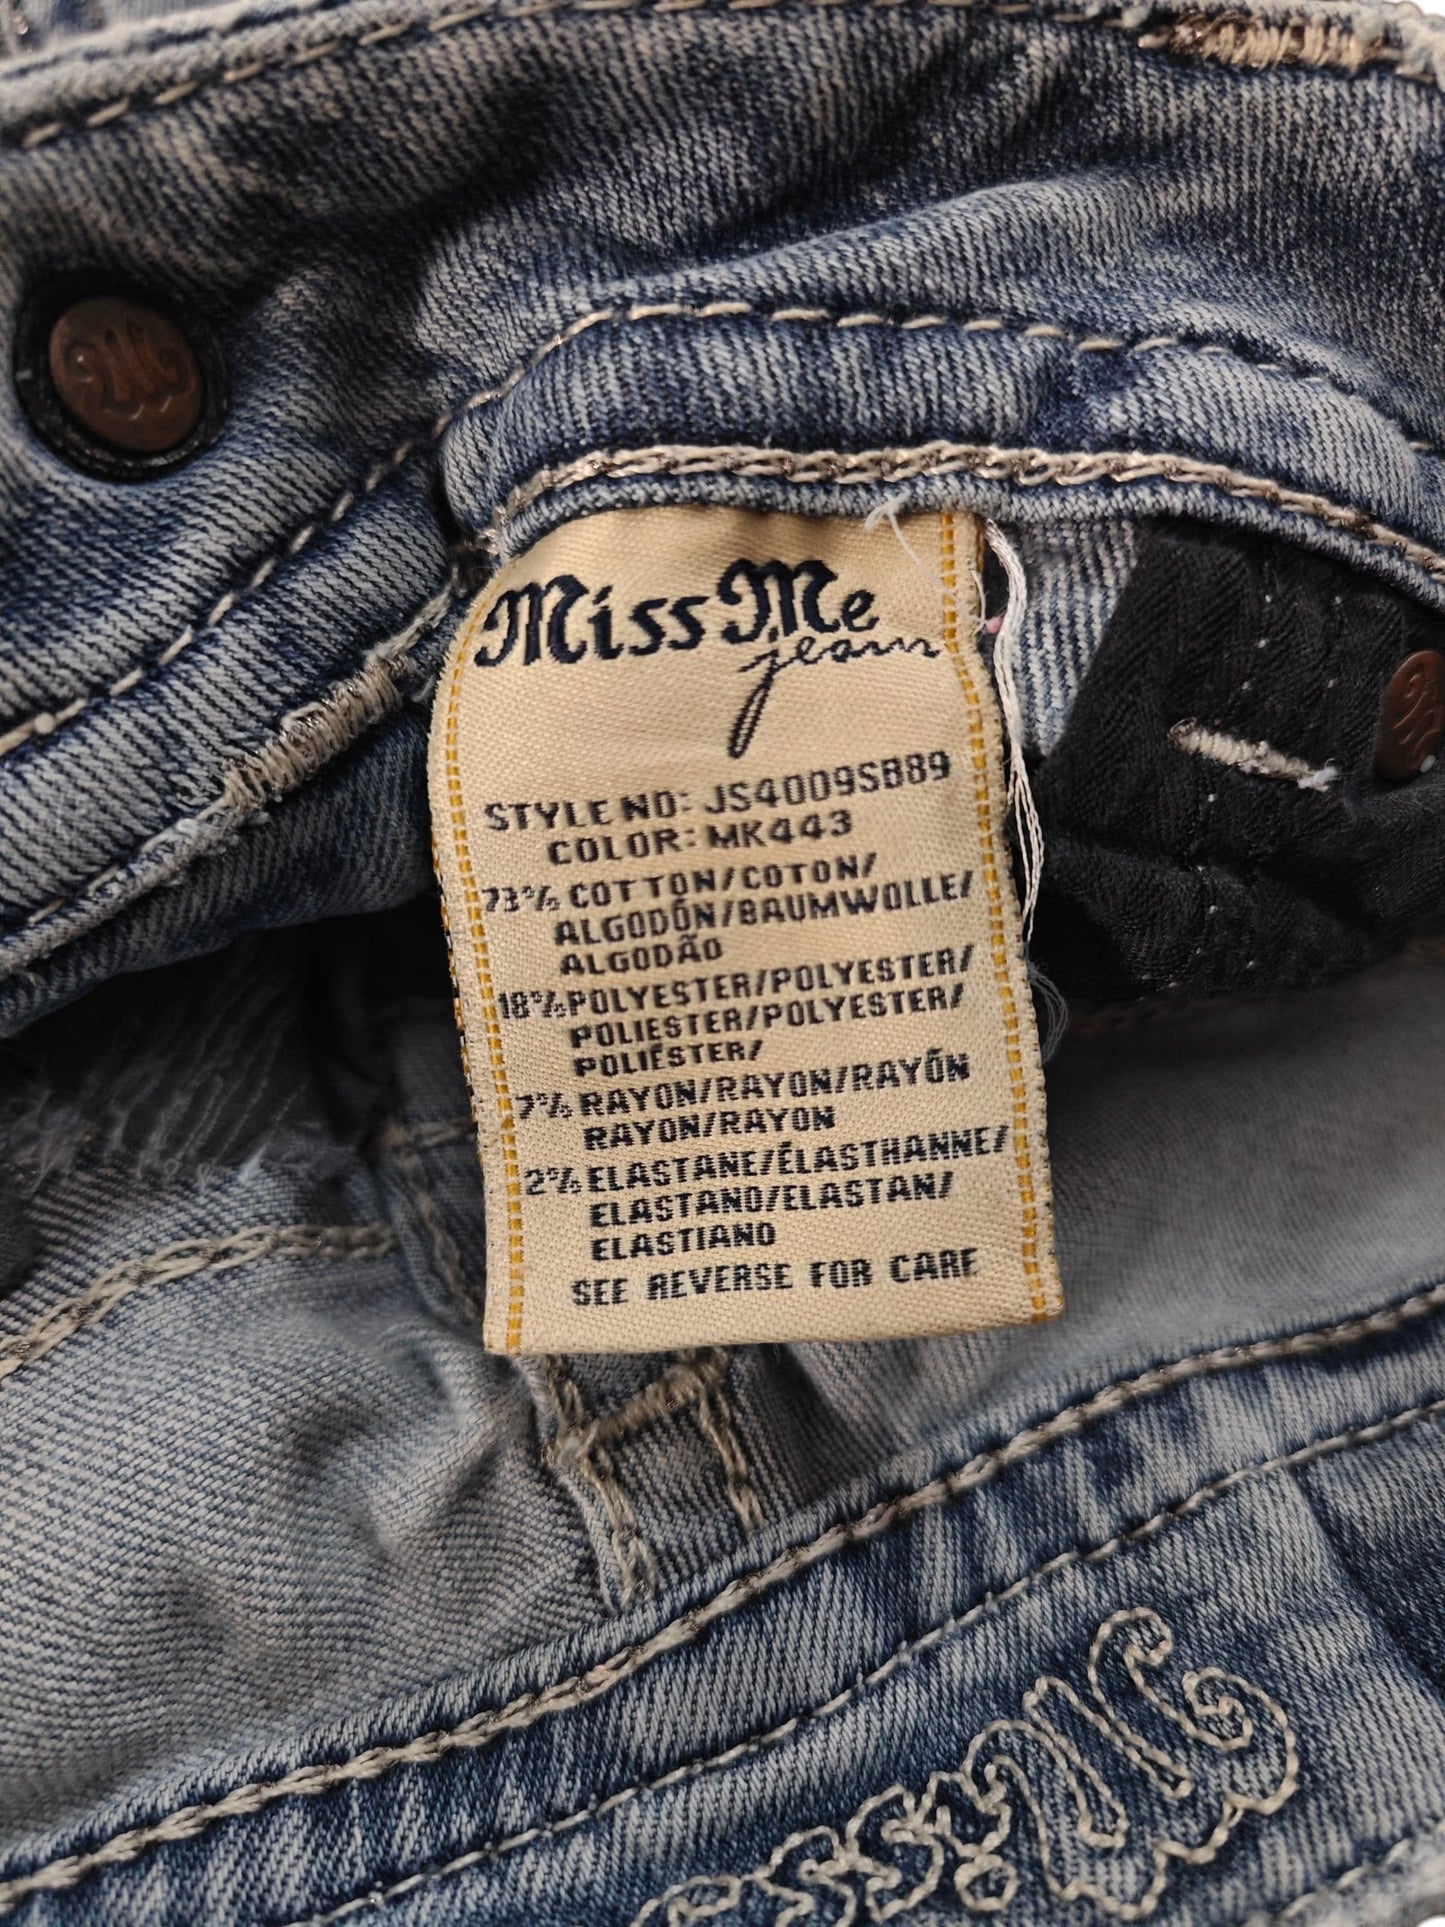 Miss Me
jeans
STYLE NO: JS4009SB89
COLOR: MK443
73% COTTON/COTON/
ALGODÓN/BAUMWOLLE/
ALGODÃO
18% POLYESTER/POLYESTER/
POLIESTER/POLYESTER/
POLIÉSTER/
7% RAYON/RAYON/RAYÓN
RAYON/RAYON
2% ELASTANE/ÉLASTHANNE/
ELASTANO/ELASTAN/
ELASTIANO
SEE REVERSE FOR CARE